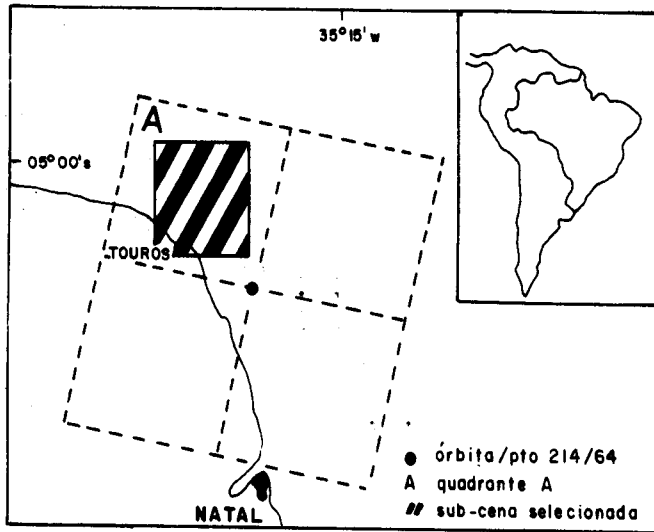 35°15' w
A
05°00's
TOUROS
órbita/pto 214/64
A quadrante A
sub-cena selecionada
NATAL